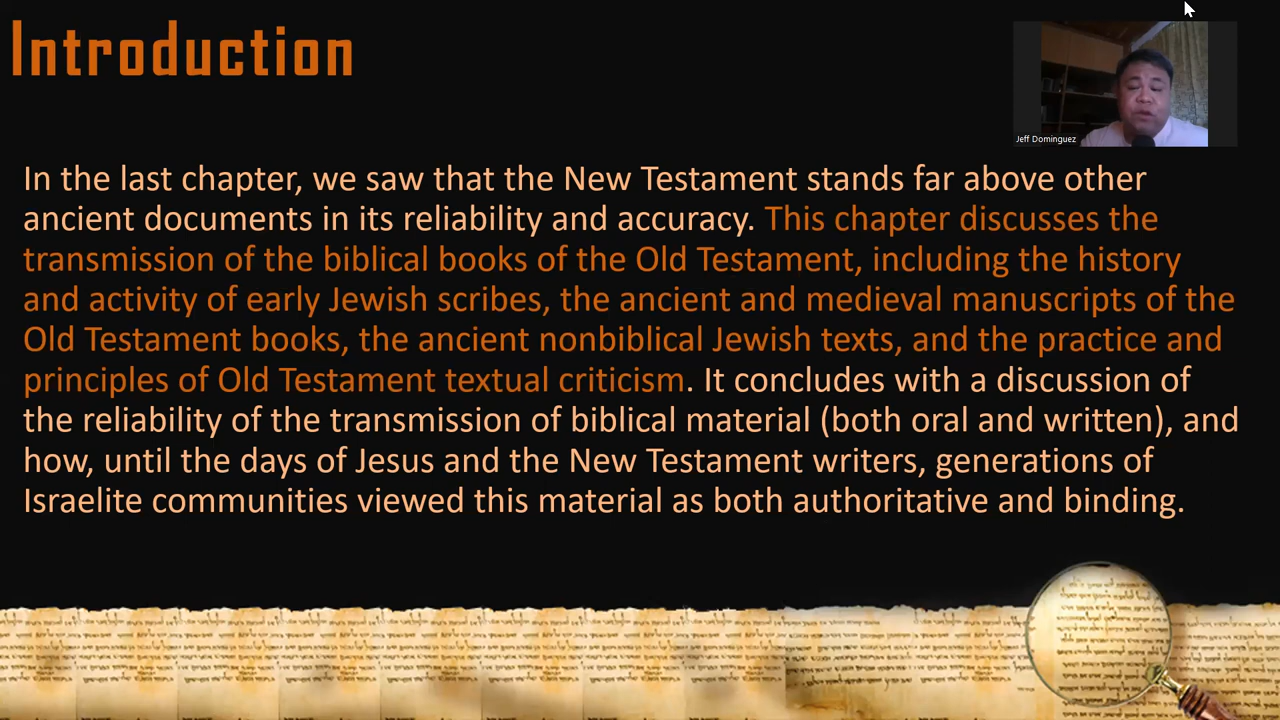 Introduction
Jeff Dominguez
In the last chapter, we saw that the New Testament stands far above other
ancient documents in its reliability and accuracy. This chapter discusses the
transmission of the biblical books of the Old Testament, including the history
and activity of early Jewish scribes, the ancient and medieval manuscripts of the
Old Testament books, the ancient nonbiblical Jewish texts, and the practice and
principles of Old Testament textual criticism. It concludes with a discussion of
the reliability of the transmission of biblical material (both oral and written), and
how, until the days of Jesus and the New Testament writers, generations of
Israelite communities viewed this material as both authoritative and binding.